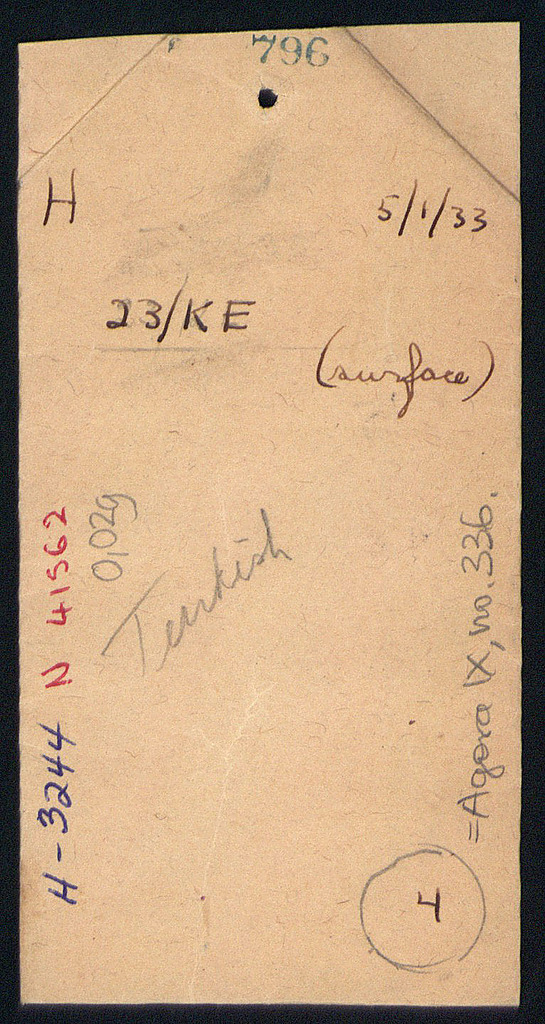 796
H
5/1/33
23/KE
(surface)
Turkish
H-3244 N 41562
0,02g
=Agora IX, no. 336.
4